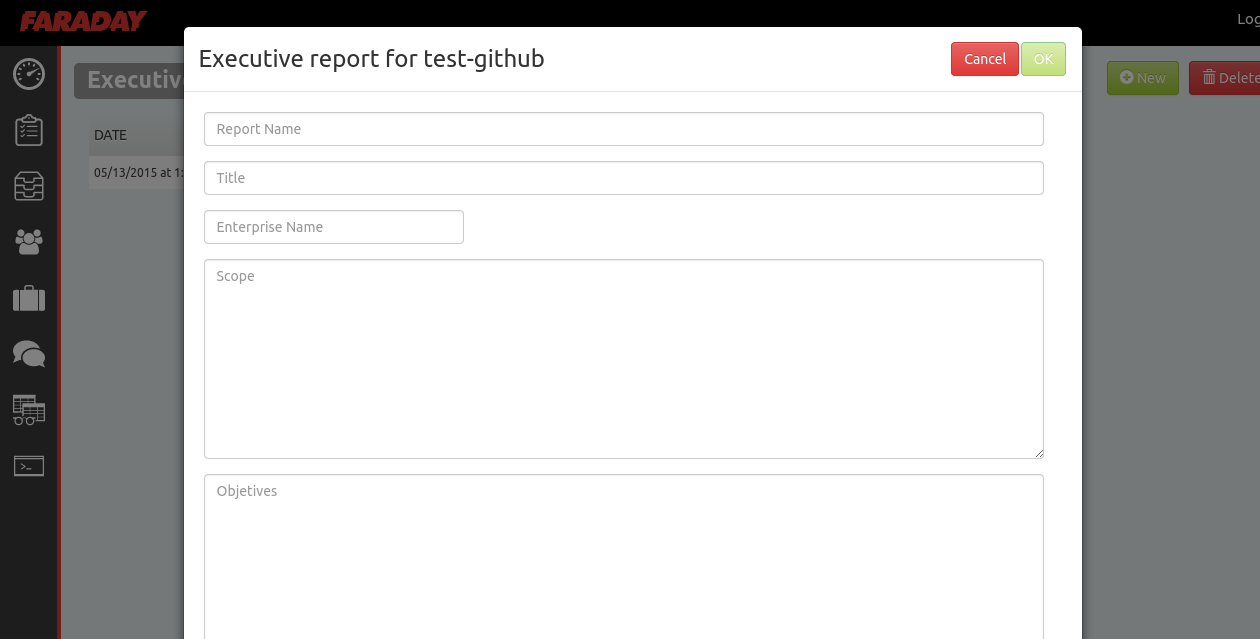 FARADAY
Log
Executive report for test-github
Cancel
OK
Executiv
New
Delete
Report Name
DATE
05/13/2015 at 1:
Title
Enterprise Name
Scope
Objetives
>_